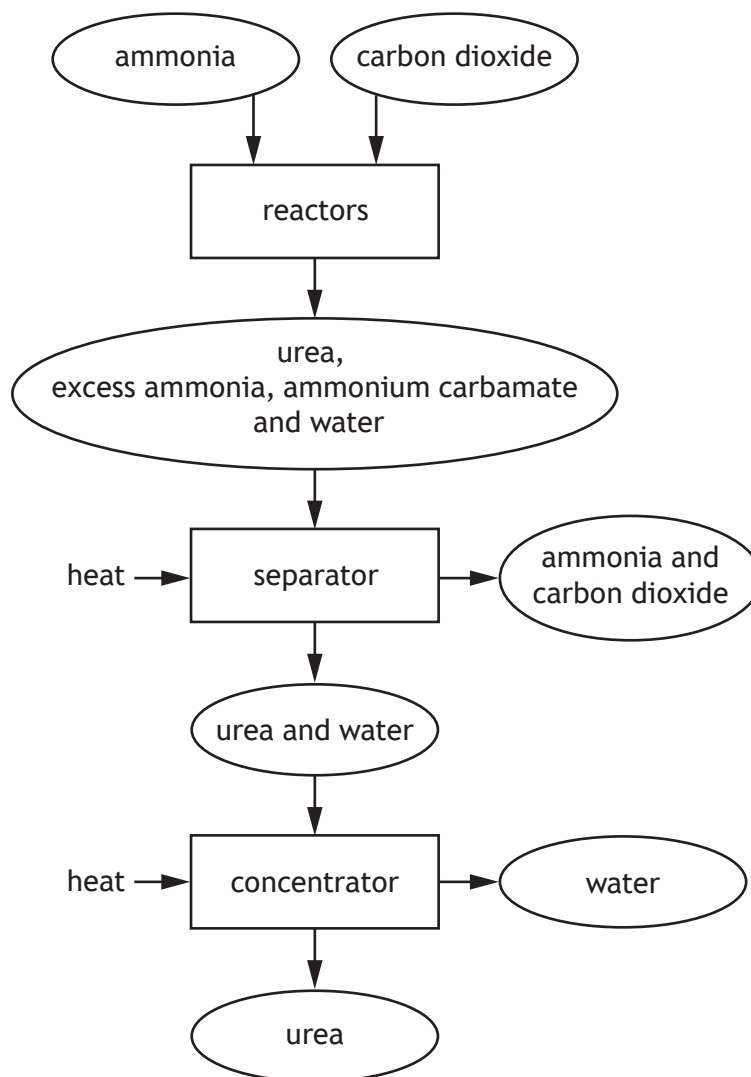 ammonia
carbon dioxide
reactors
urea,
excess ammonia, ammonium carbamate
and water
heat
separator
ammonia and
carbon dioxide
urea and water
heat
concentrator
water
urea